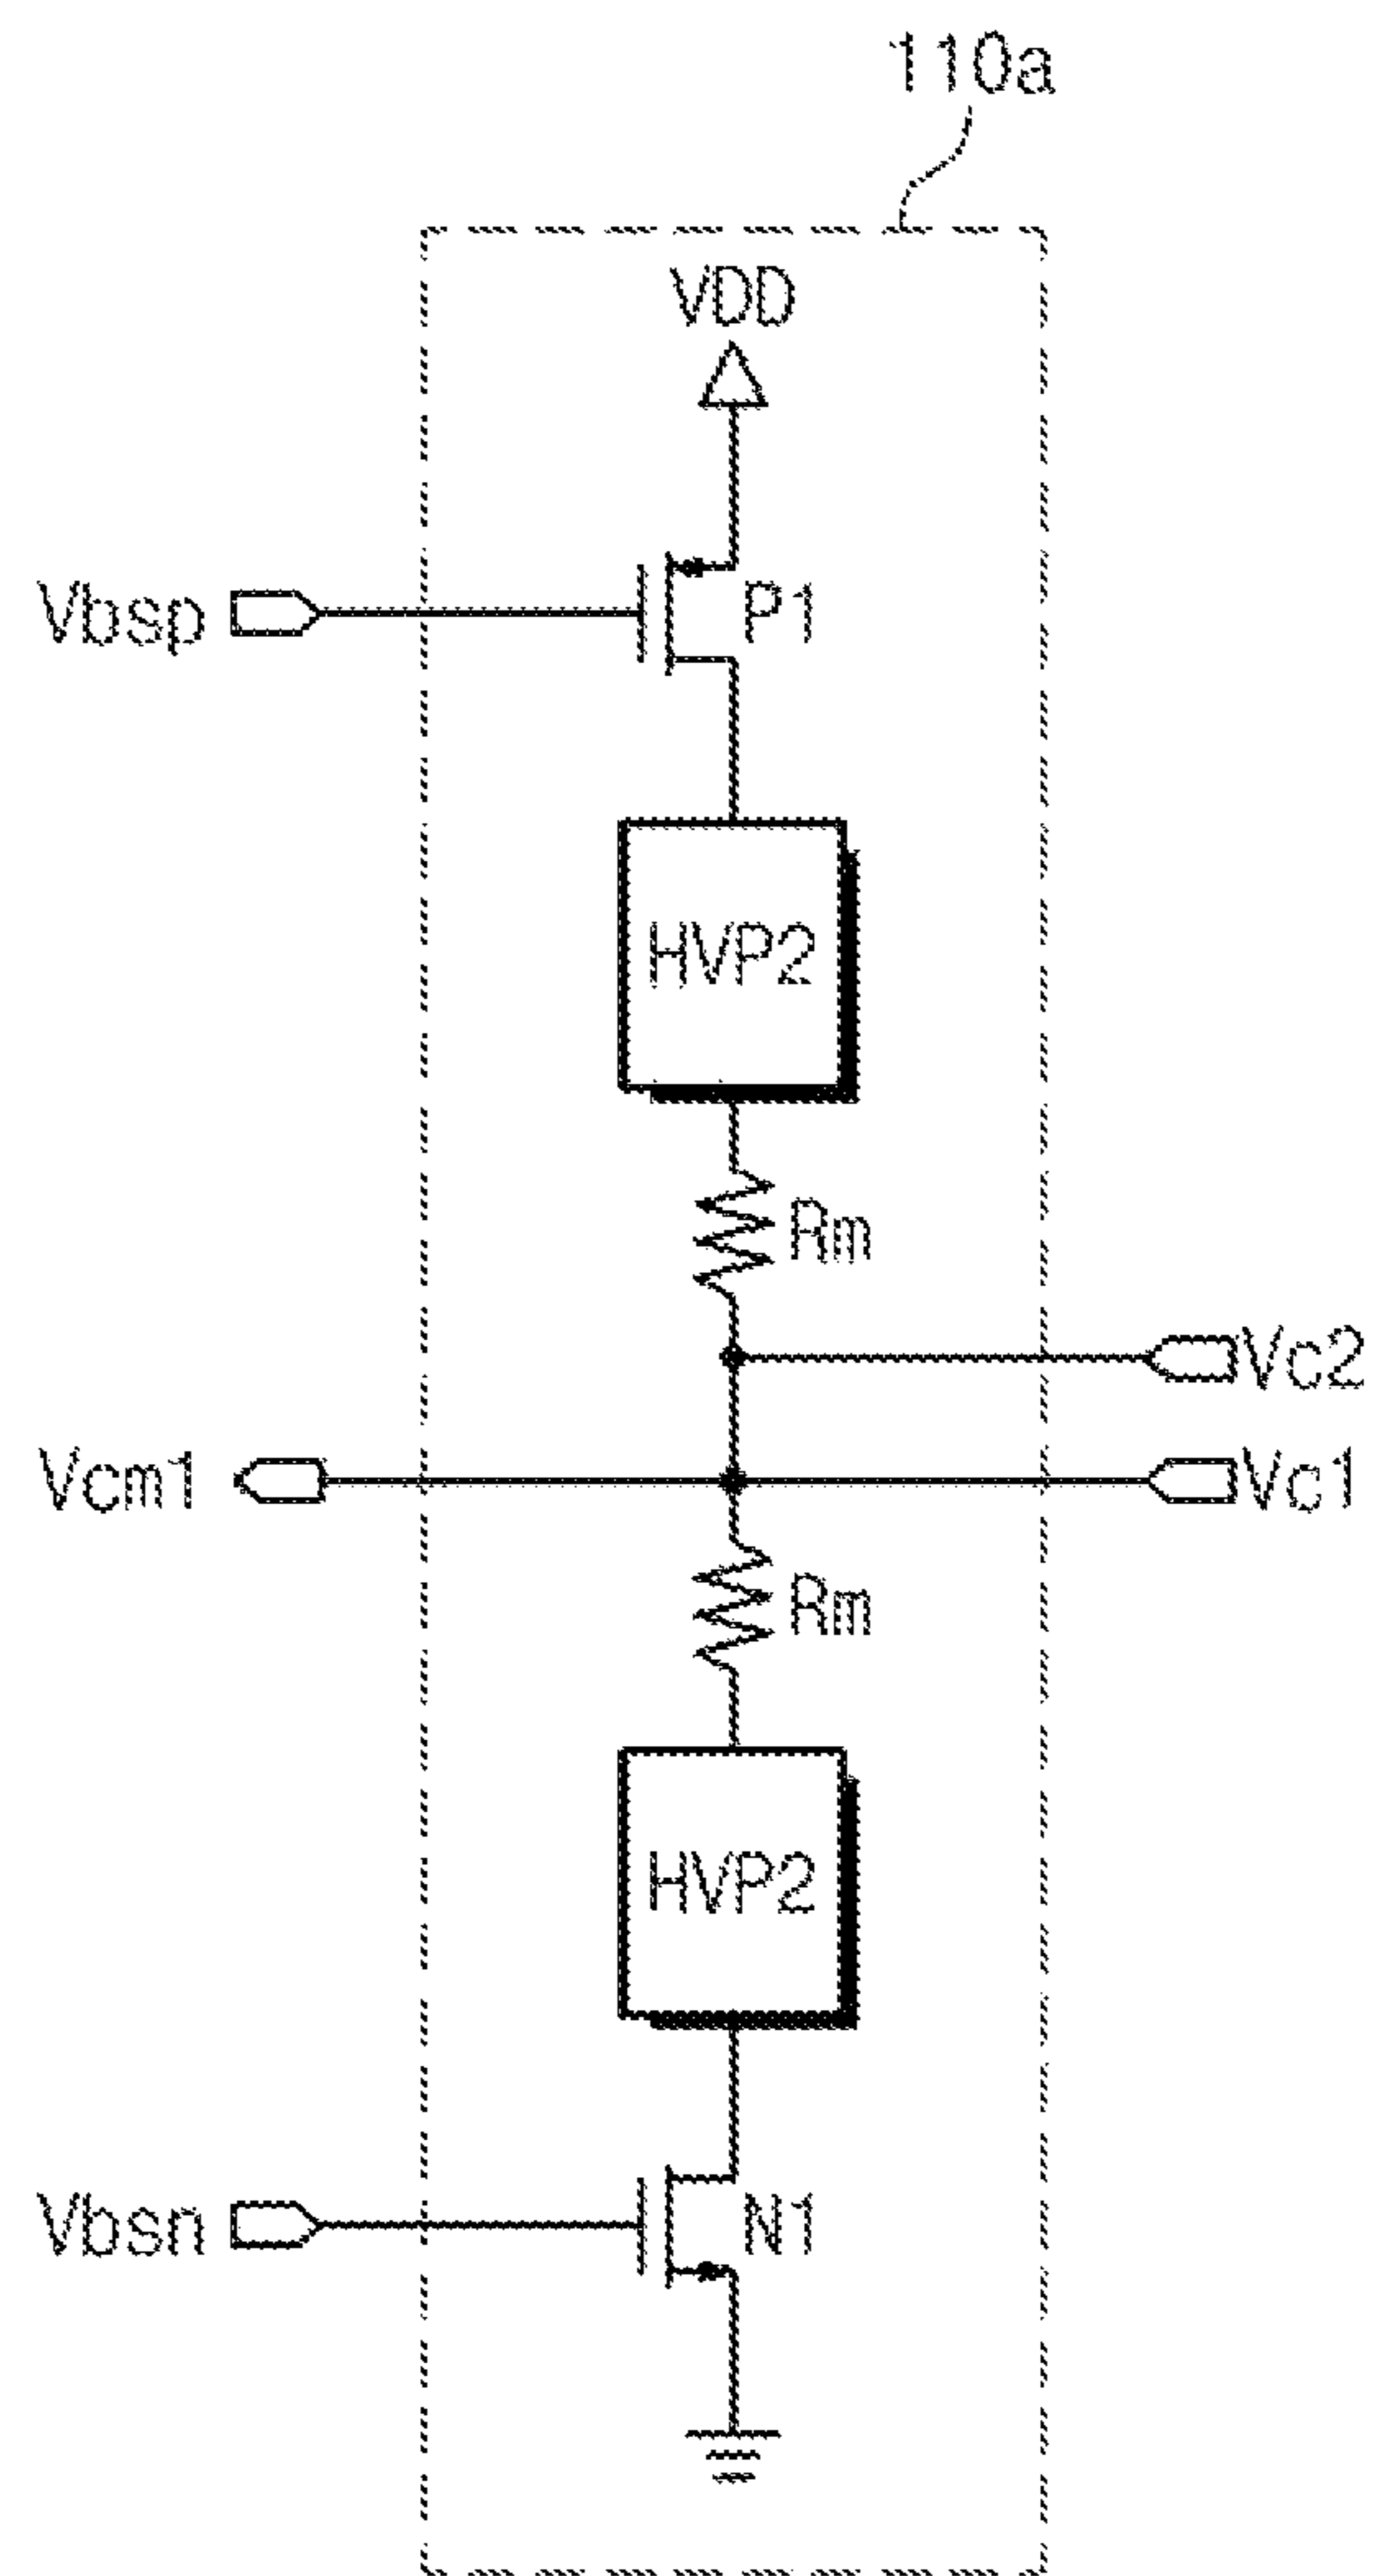 110a
VDD
Vbsp
P1
HVP2
Rm
Vc2
Vcm1
Vc1
Rm
HVP2
Vbsn
N1